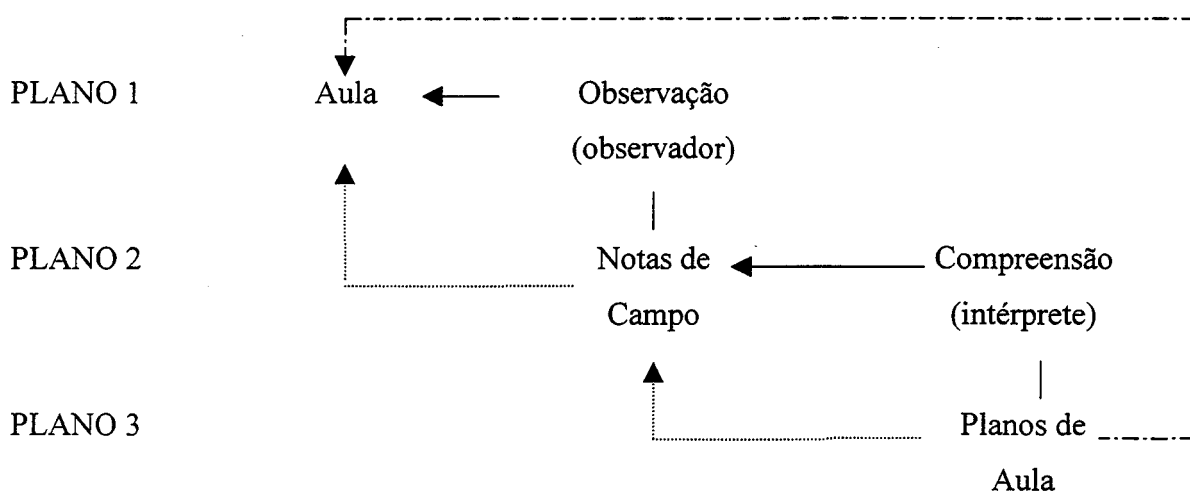 PLANO 1 Aula Observação
(observador)
PLANO 2 Notas de Compreensão
Campo (intérprete)
PLANO 3 Planos de
Aula